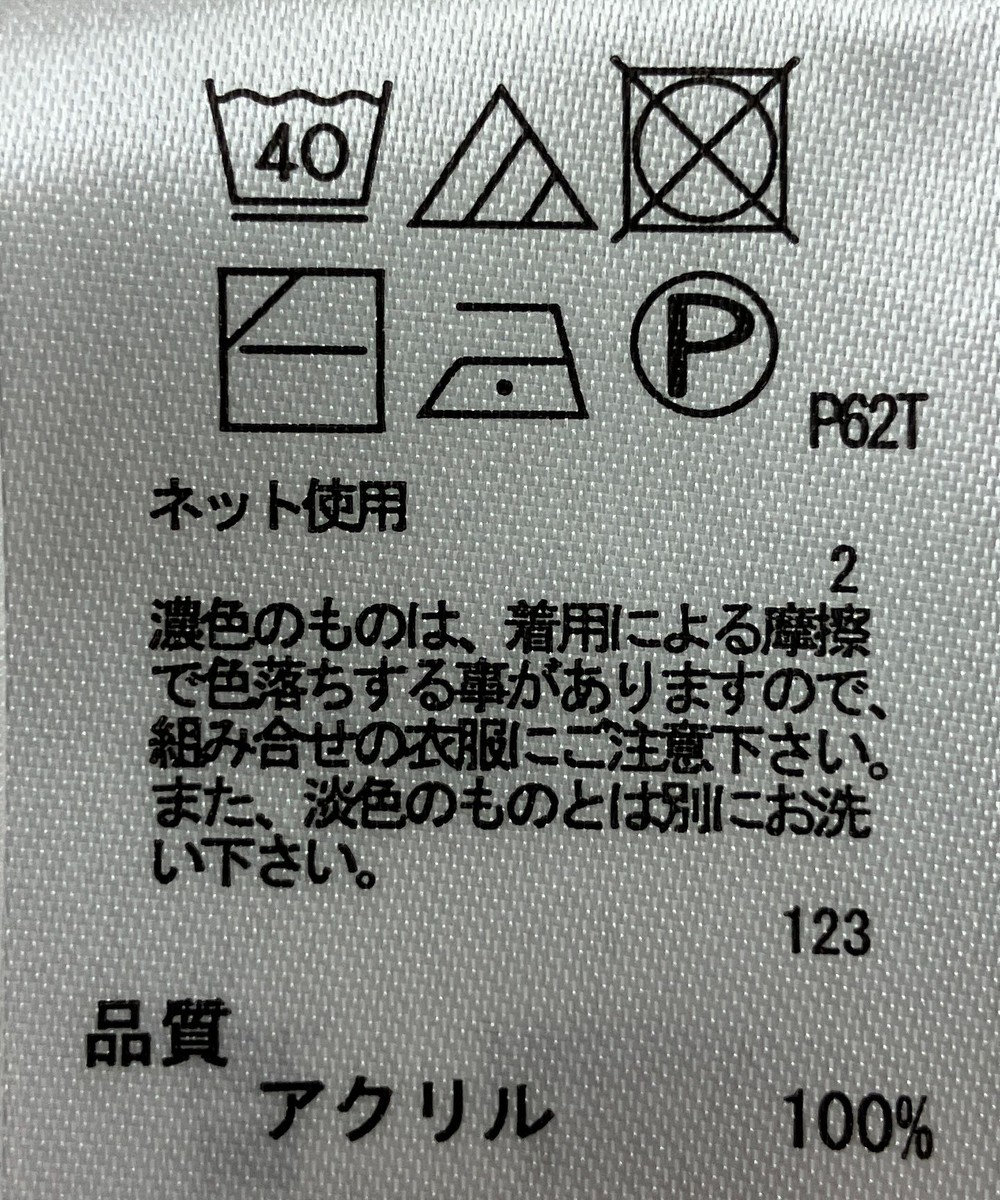 40
P
P62T
ネット使用
2
濃色のものは、着用による摩擦
で色落ちする事がありますので、
組み合せの衣服にご注意下さい。
また、淡色のものとは別にお洗
い下さい。
123
品質
アクリル 100%